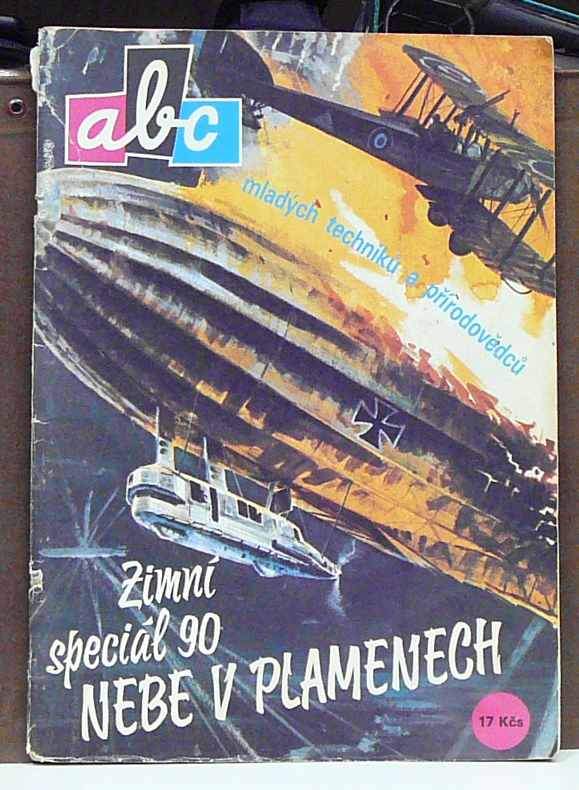 abc
mladých techniků a přírodovědců
Zimní
speciál 90
NEBE V PLAMENECH
17 Kčs